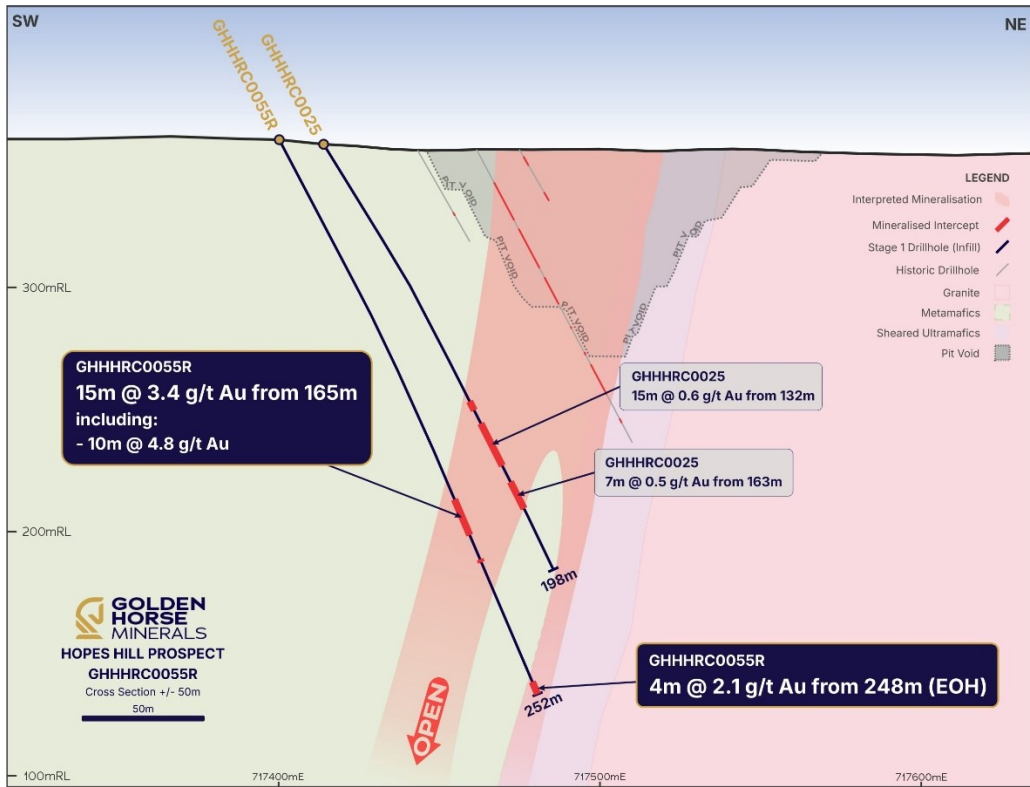 SW
NE
GHHHRC0055R
GHHHRC0025
PIT VOID
PIT VOID
PIT VOID
PIT VOID
PIT VOID
LEGEND
Interpreted Mineralisation
Mineralised Intercept
Stage 1 Drillhole (Infill)
Historic Drillhole
Granite
Metamafics
Sheared Ultramafics
Pit Void
300mRL
GHHHRC0055R
15m @ 3.4 g/t Au from 165m
including:
- 10m @ 4.8 g/t Au
GHHHRC0025
15m @ 0.6 g/t Au from 132m
GHHHRC0025
7m @ 0.5 g/t Au from 163m
200mRL
198m
GOLDEN
HORSE
MINERALS
HOPES HILL PROSPECT
GHHHRC0055R
Cross Section +/- 50m
50m
OPEN
252m
GHHHRC0055R
4m @ 2.1 g/t Au from 248m (EOH)
100mRL
717400mE
717500mE
717600mE